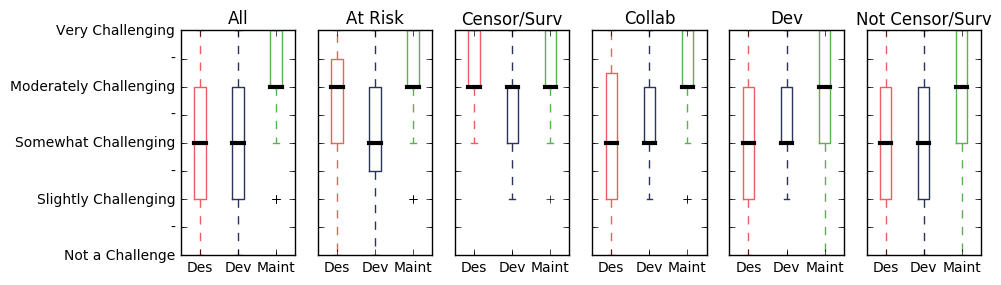 All At Risk Censor/Surv Collab Dev Not Censor/Surv
Very Challenging
-
Moderately Challenging
-
Somewhat Challenging
-
Slightly Challenging
-
Not a Challenge
Des Dev Maint Des Dev Maint Des Dev Maint Des Dev Maint Des Dev Maint Des Dev Maint